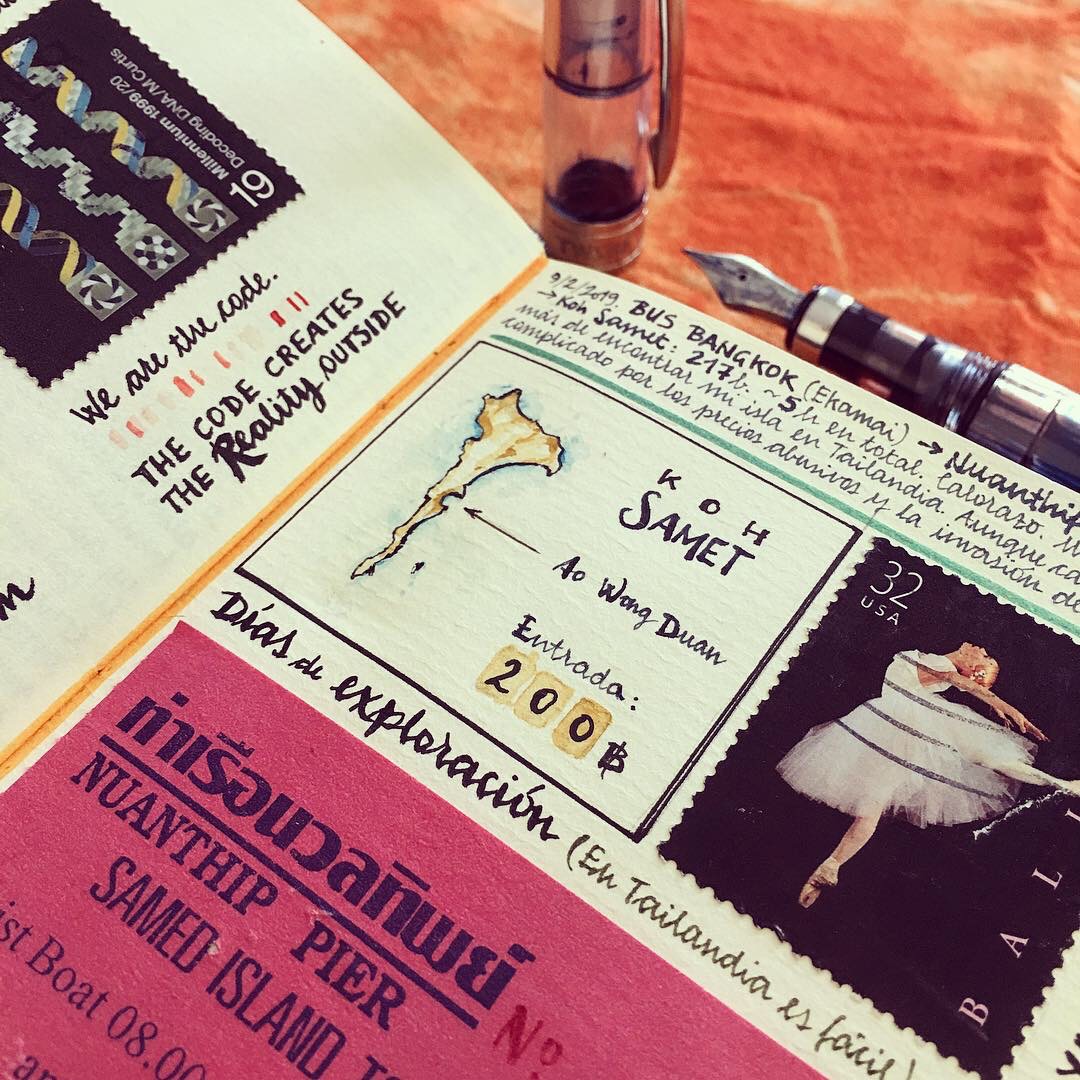 19
Millennium 1999/20
Decoding DNA/M Curtis
We are the code.
THE CODE CREATES
THE Reality OUTSIDE
9/2/2019 BUS BANGKOK (Ekamai) → Nuanthip
→ Koh Samet: 217b. ~5h en total. Calorazo.
más de encontrar mi isla en Tailandia. Aunque
complicado por los precios abusivos y la invasión de
KOH
SAMET
Ao Wong Duan
Entrada:
200฿
Días de exploración (En Tailandia es fácil)
32
USA
BALL
ท่าเรือนวลทิพย์
NUANTHIP PIER
SAMED ISLAND
Boat 08.00
No